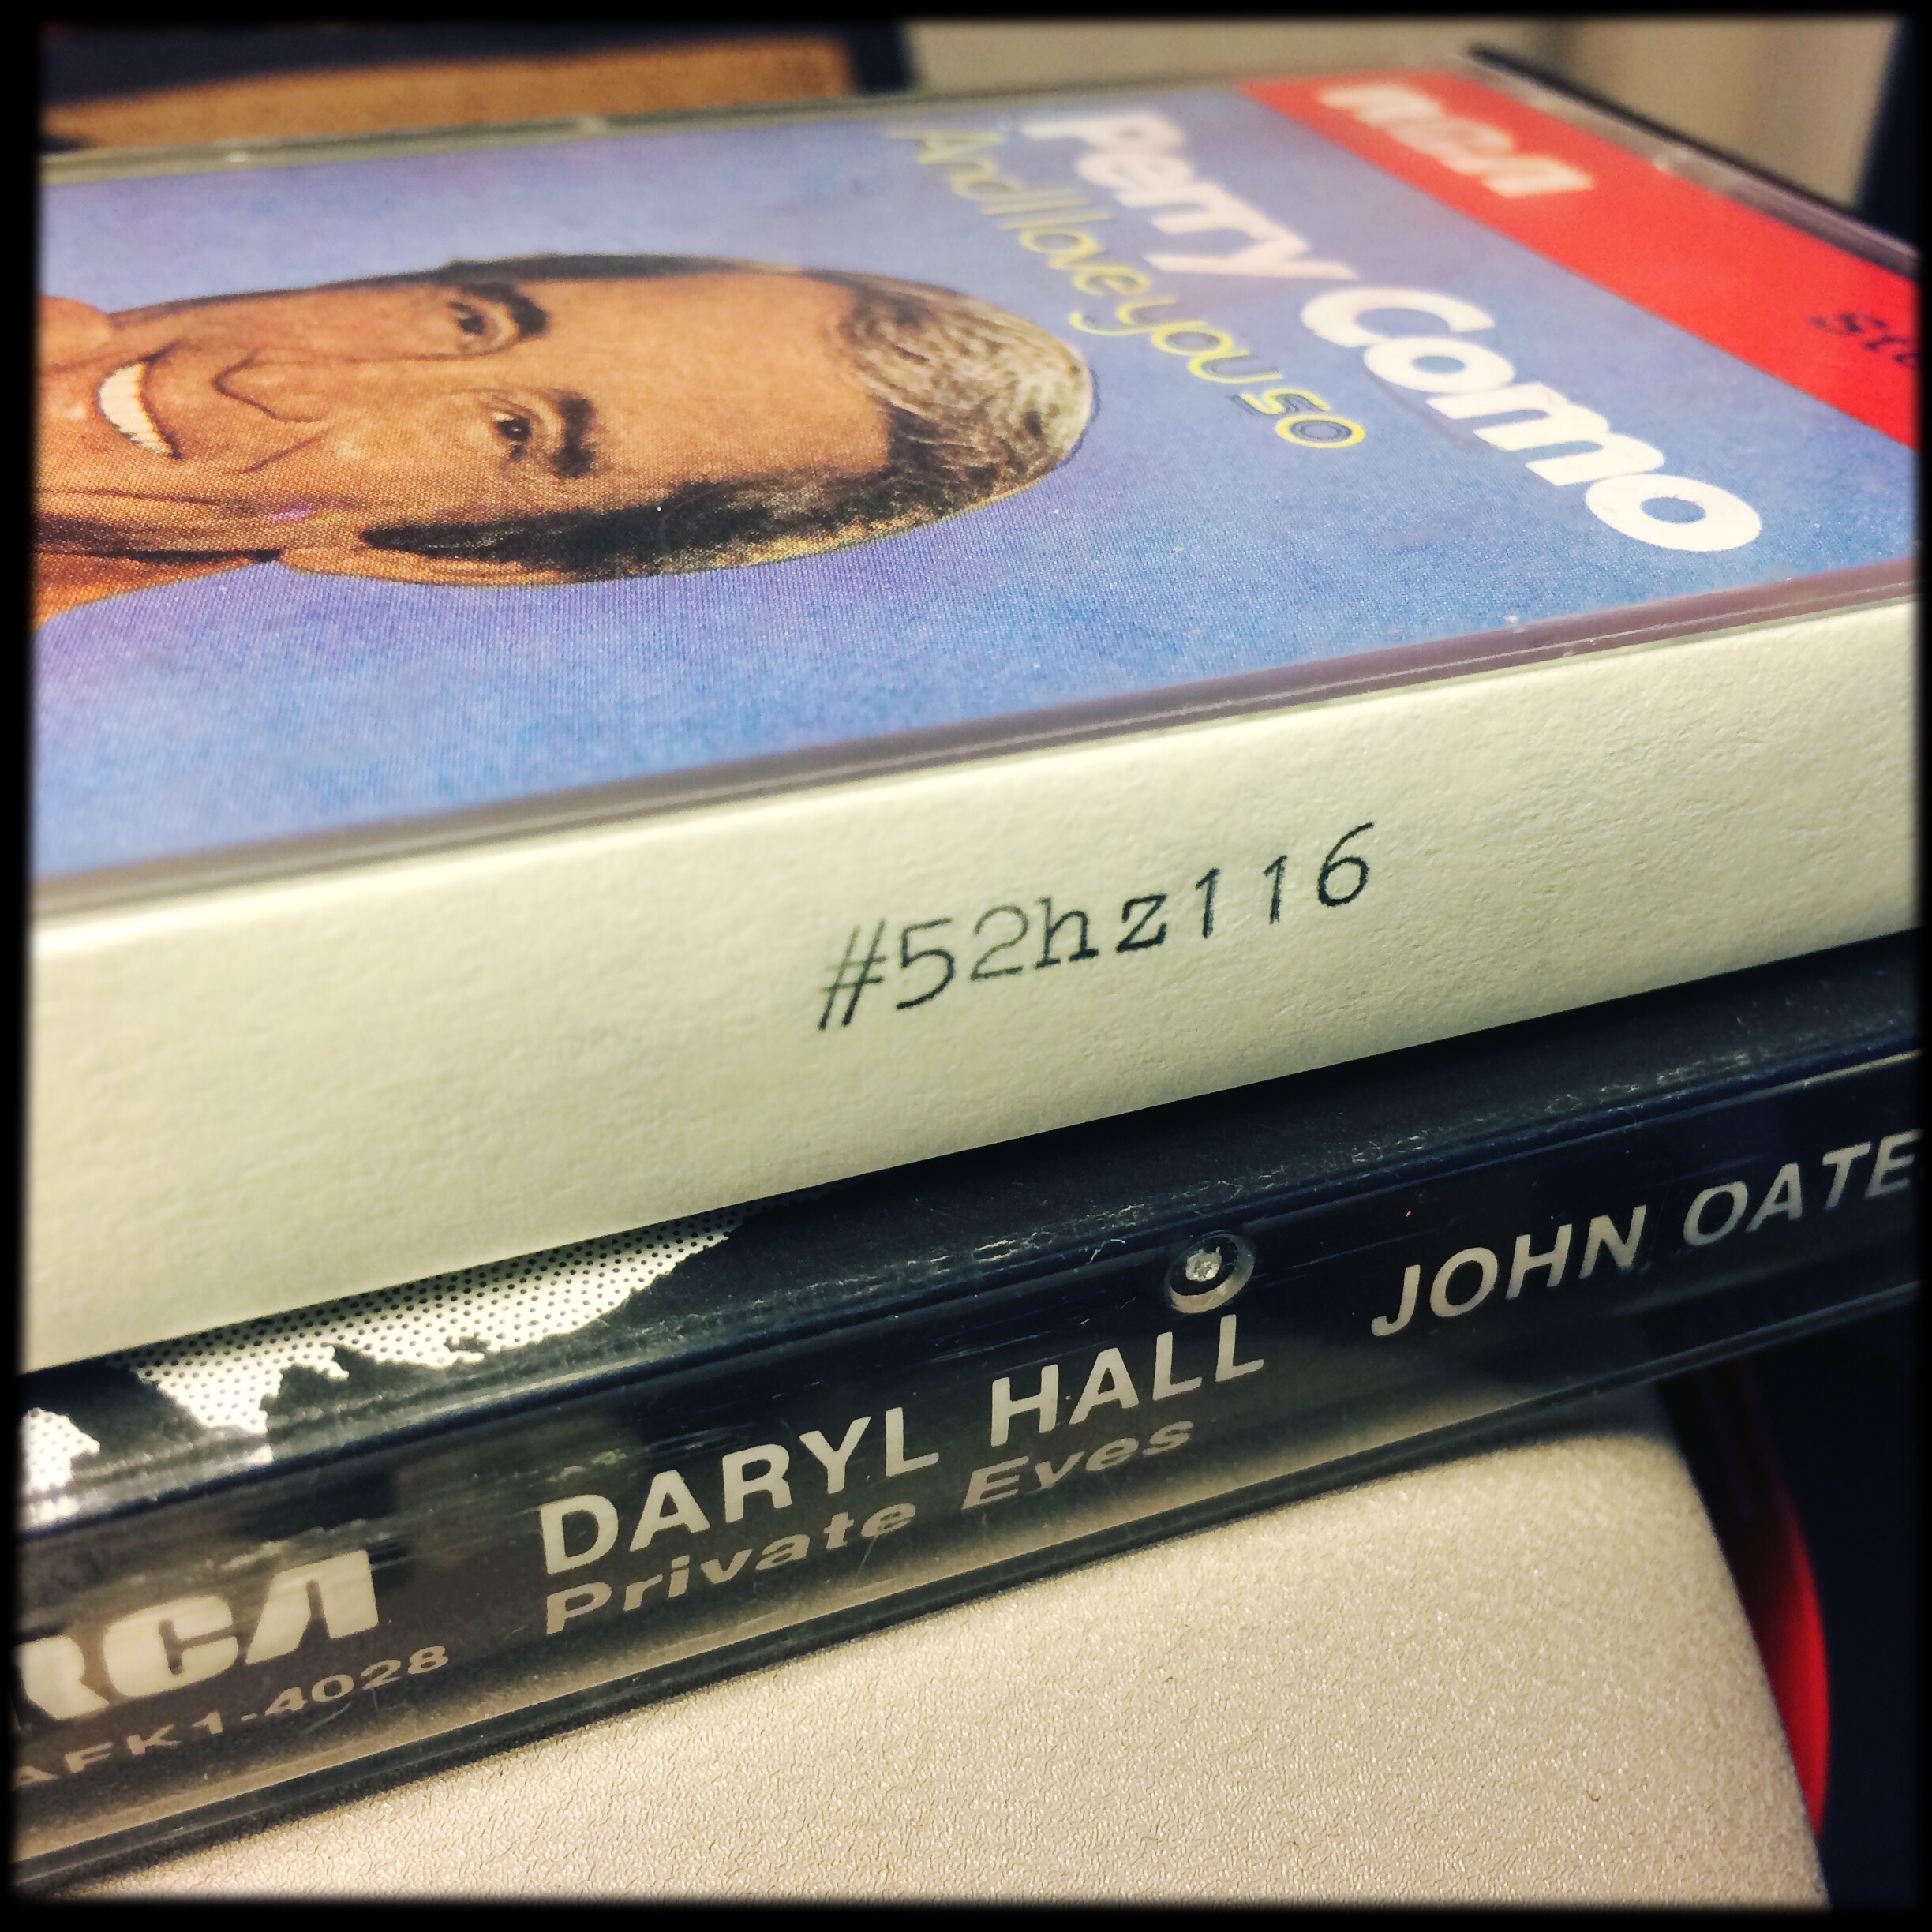 RCA
Perry Como
And I love you so
#52hz116
DARYL HALL JOHN OATE
Private Eyes
RCA
AFK1-4028